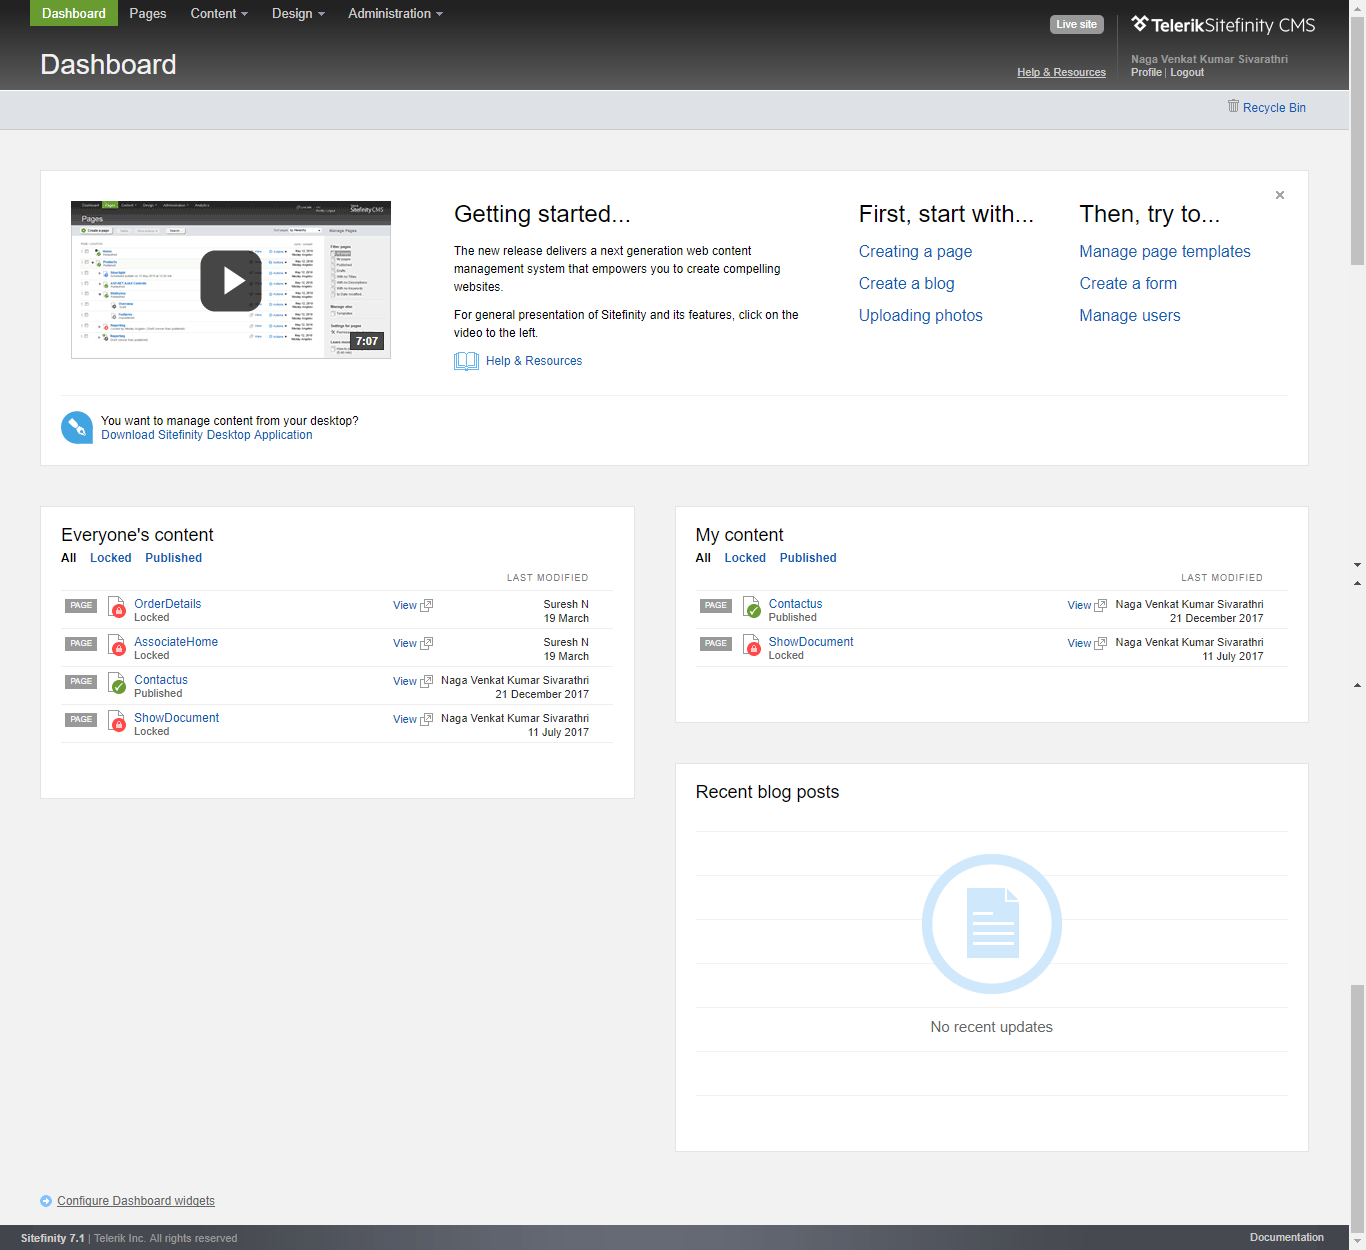 Dashboard Pages Content Design Administration
Live site
TelerikSitefinity CMS
Dashboard
Naga Venkat Kumar Sivarathri
Help & Resources
Profile | Logout
Recycle Bin
Pages
7:07
Getting started...
The new release delivers a next generation web content
management system that empowers you to create compelling
websites.
For general presentation of Sitefinity and its features, click on the
video to the left.
Help & Resources
First, start with...
Creating a page
Create a blog
Uploading photos
Then, try to...
Manage page templates
Create a form
Manage users
You want to manage content from your desktop?
Download Sitefinity Desktop Application
Everyone's content
All Locked Published
LAST MODIFIED
PAGE OrderDetails View Suresh N
Locked 19 March
PAGE AssociateHome View Suresh N
Locked 19 March
PAGE Contactus View Naga Venkat Kumar Sivarathri
Published 21 December 2017
PAGE ShowDocument View Naga Venkat Kumar Sivarathri
Locked 11 July 2017
My content
All Locked Published
LAST MODIFIED
PAGE Contactus View Naga Venkat Kumar Sivarathri
Published 21 December 2017
PAGE ShowDocument View Naga Venkat Kumar Sivarathri
Locked 11 July 2017
Recent blog posts
No recent updates
Configure Dashboard widgets
Sitefinity 7.1 | Telerik Inc. All rights reserved
Documentation